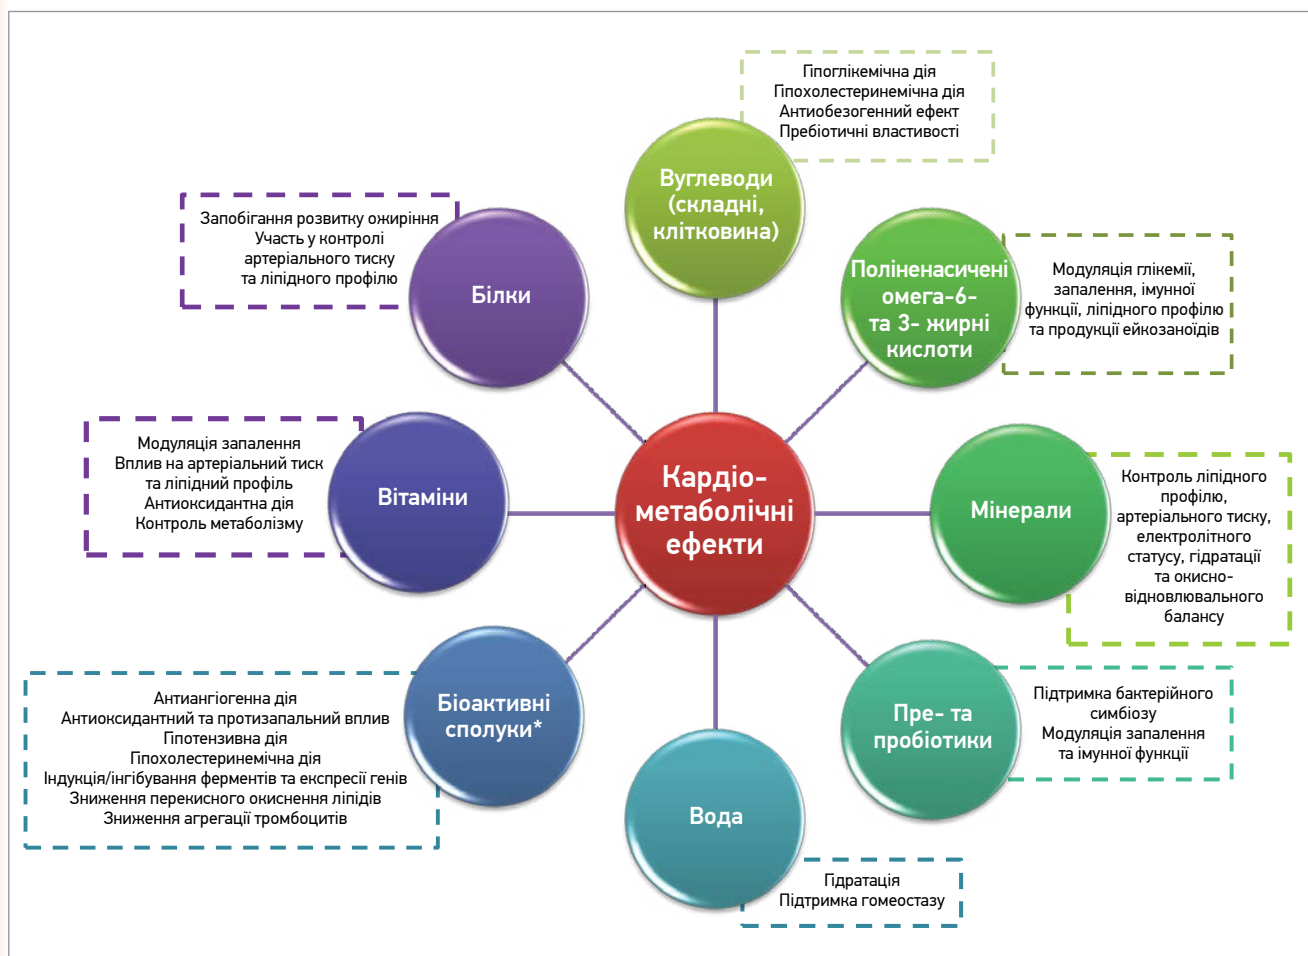 Гіпоглікемічна дія
Гіпохолестеринемічна дія
Антиобезогенний ефект
Пребіотичні властивості
Вуглеводи
(складні,
клітковина)
Поліненасичені
омега-6-
та 3- жирні
кислоти
Модуляція глікемії,
запалення, імунної
функції, ліпідного профілю
та продукції ейкозаноїдів
Мінерали
Контроль ліпідного
профілю,
артеріального тиску,
електролітного
статусу, гідратації
та окисно-
відновлювального
балансу
Пре- та
пробіотики
Підтримка бактерійного
симбіозу
Модуляція запалення
та імунної функції
Вода
Гідратація
Підтримка гомеостазу
Біоактивні
сполуки*
Антиангіогенна дія
Антиоксидантний та протизапальний вплив
Гіпотензивна дія
Гіпохолестеринемічна дія
Індукція/інгібування ферментів та експресії генів
Зниження перекисного окиснення ліпідів
Зниження агрегації тромбоцитів
Вітаміни
Модуляція запалення
Вплив на артеріальний тиск
та ліпідний профіль
Антиоксидантна дія
Контроль метаболізму
Білки
Запобігання розвитку ожиріння
Участь у контролі
артеріального тиску
та ліпідного профілю
Кардіо-
метаболічні
ефекти